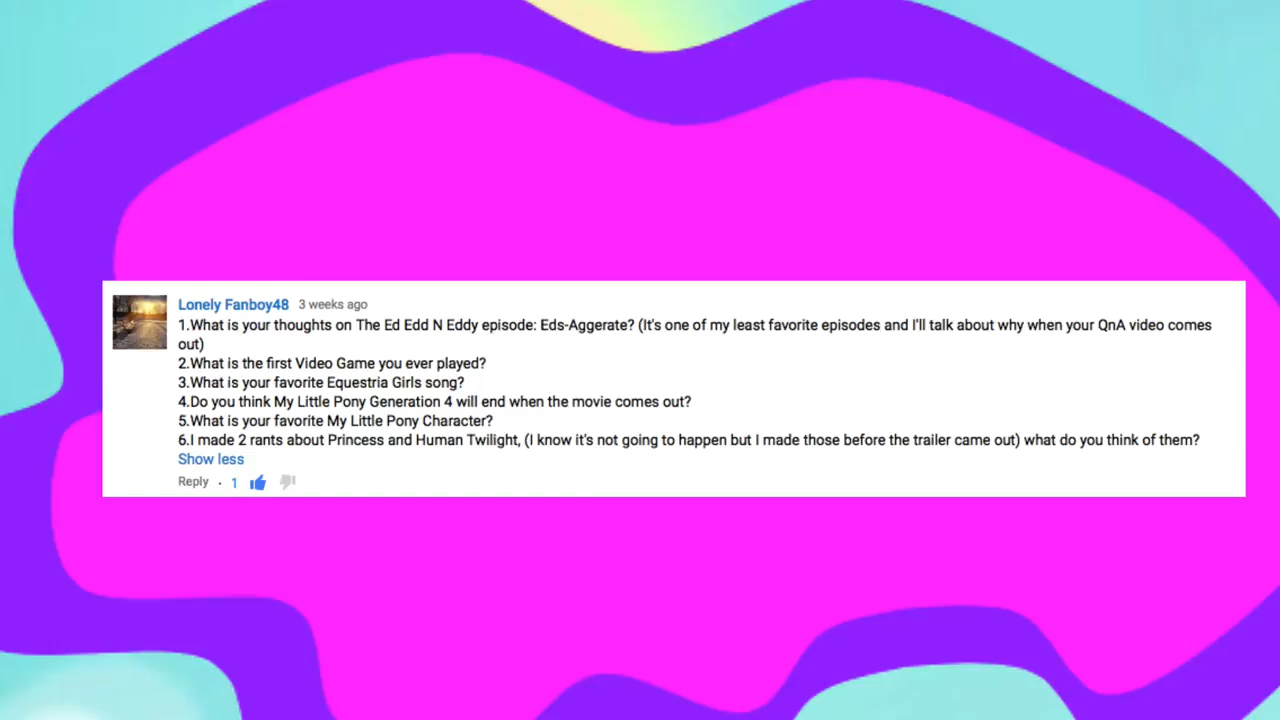 Lonely Fanboy48 3 weeks ago
1.What is your thoughts on The Ed Edd N Eddy episode: Eds-Aggerate? (It's one of my least favorite episodes and I'll talk about why when your QnA video comes
out)
2.What is the first Video Game you ever played?
3.What is your favorite Equestria Girls song?
4.Do you think My Little Pony Generation 4 will end when the movie comes out?
5.What is your favorite My Little Pony Character?
6.I made 2 rants about Princess and Human Twilight, (I know it's not going to happen but I made those before the trailer came out) what do you think of them?
Show less
Reply · 1